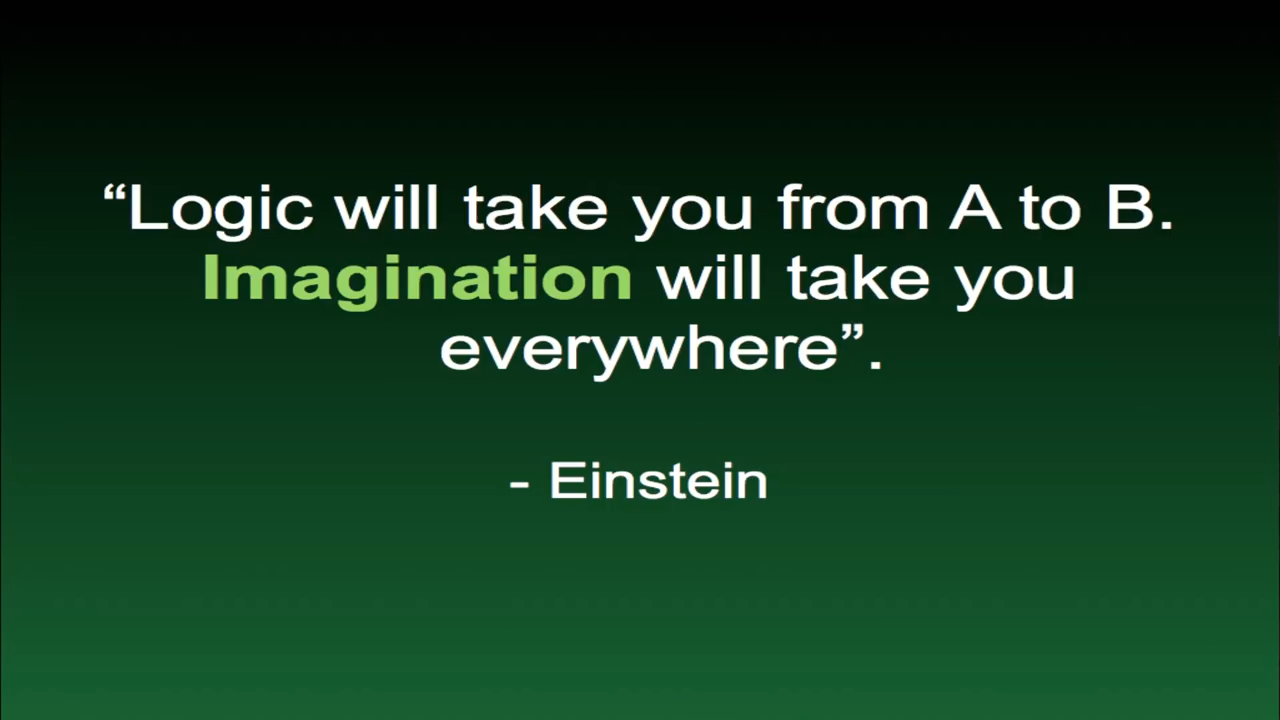 “Logic will take you from A to B.
Imagination will take you
everywhere”.
- Einstein